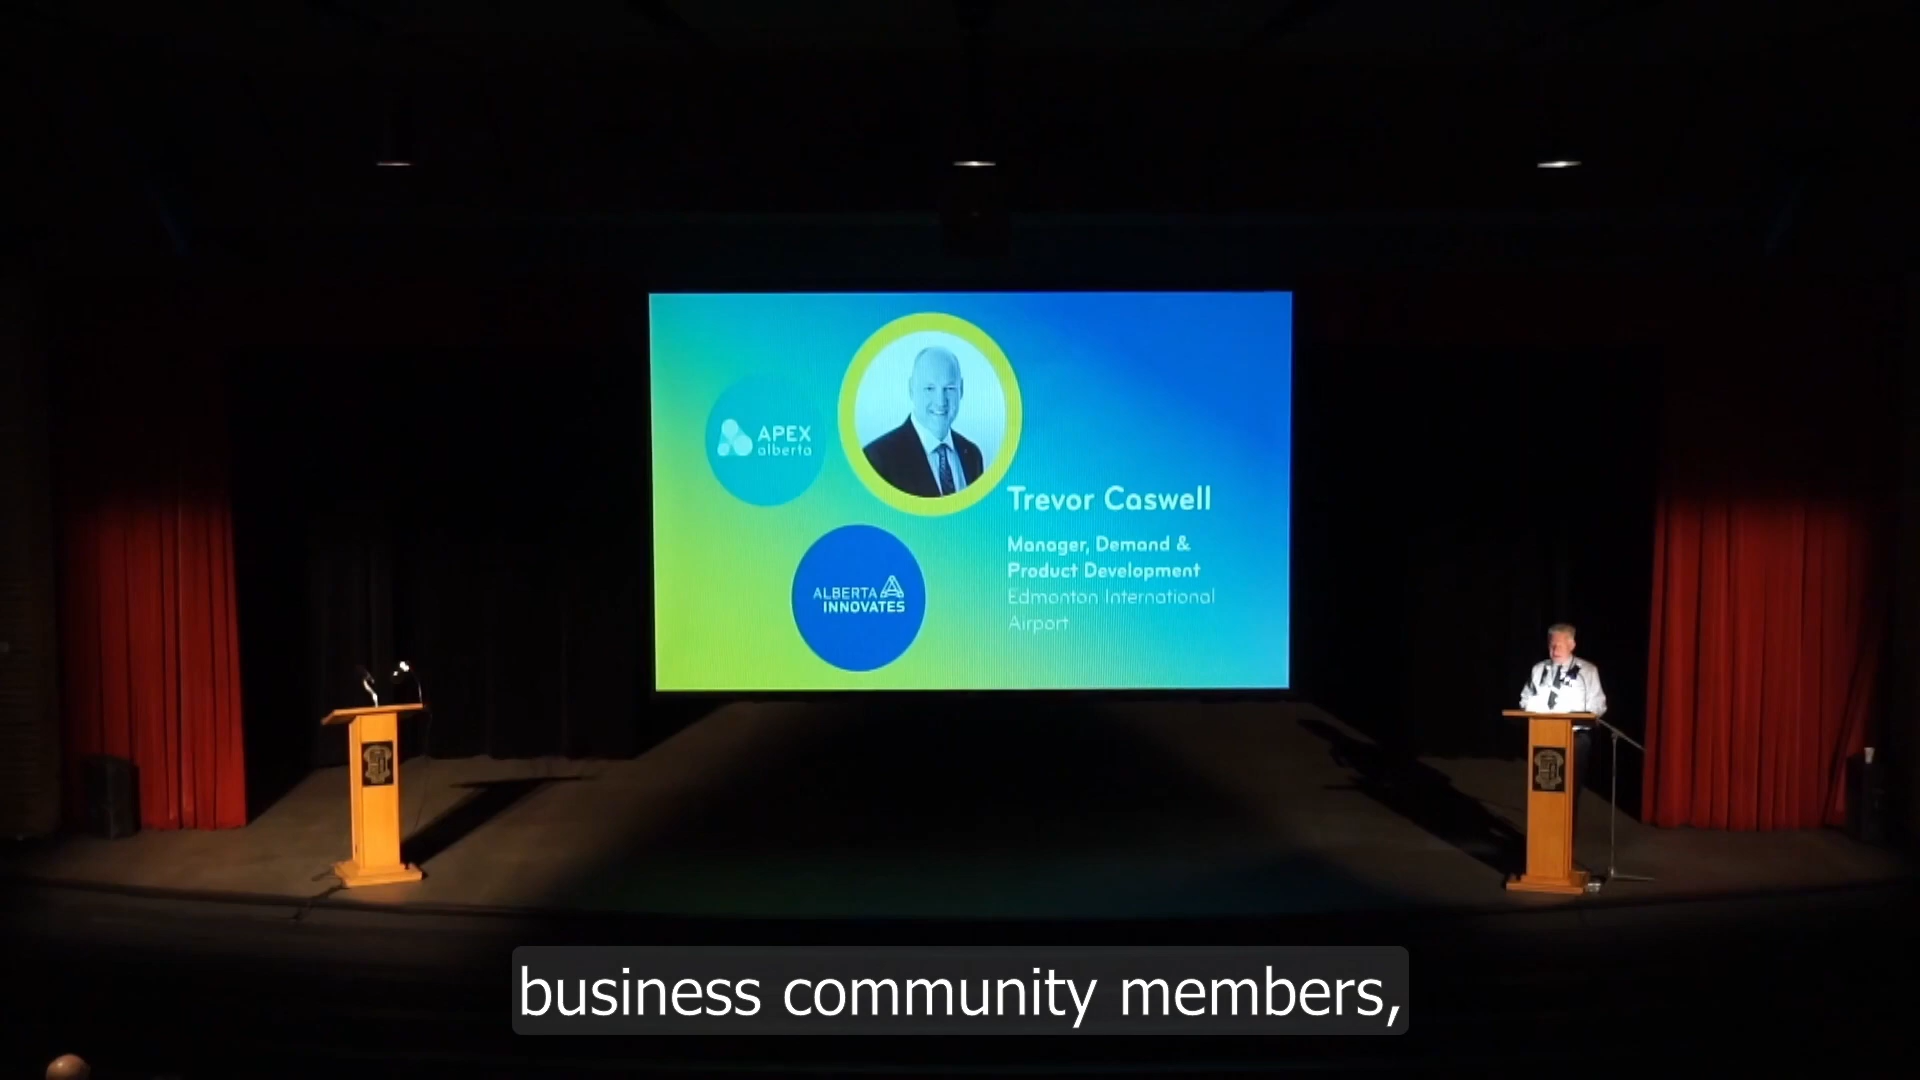 APEX
alberta
Trevor Caswell
Manager, Demand &
Product Development
Edmonton International
Airport
ALBERTA
INNOVATES
business community members,